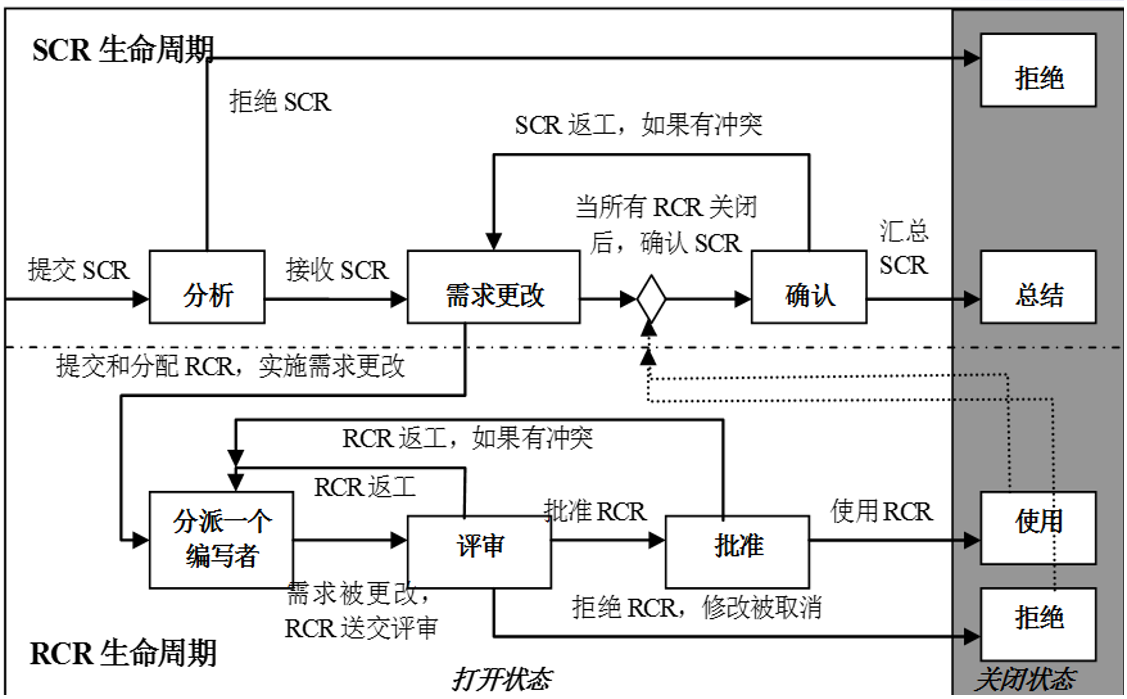 SCR 生命周期
拒绝
拒绝 SCR
SCR 返工，如果有冲突
当所有 RCR 关闭
后，确认 SCR
汇总
SCR
提交 SCR
分析
接收 SCR
需求更改
确认
总结
提交和分配 RCR，实施需求更改
RCR 返工，如果有冲突
RCR 返工
分派一个
编写者
评审
批准 RCR
批准
使用 RCR
使用
需求被更改，
RCR 送交评审
拒绝 RCR，修改被取消
拒绝
RCR 生命周期
打开状态
关闭状态